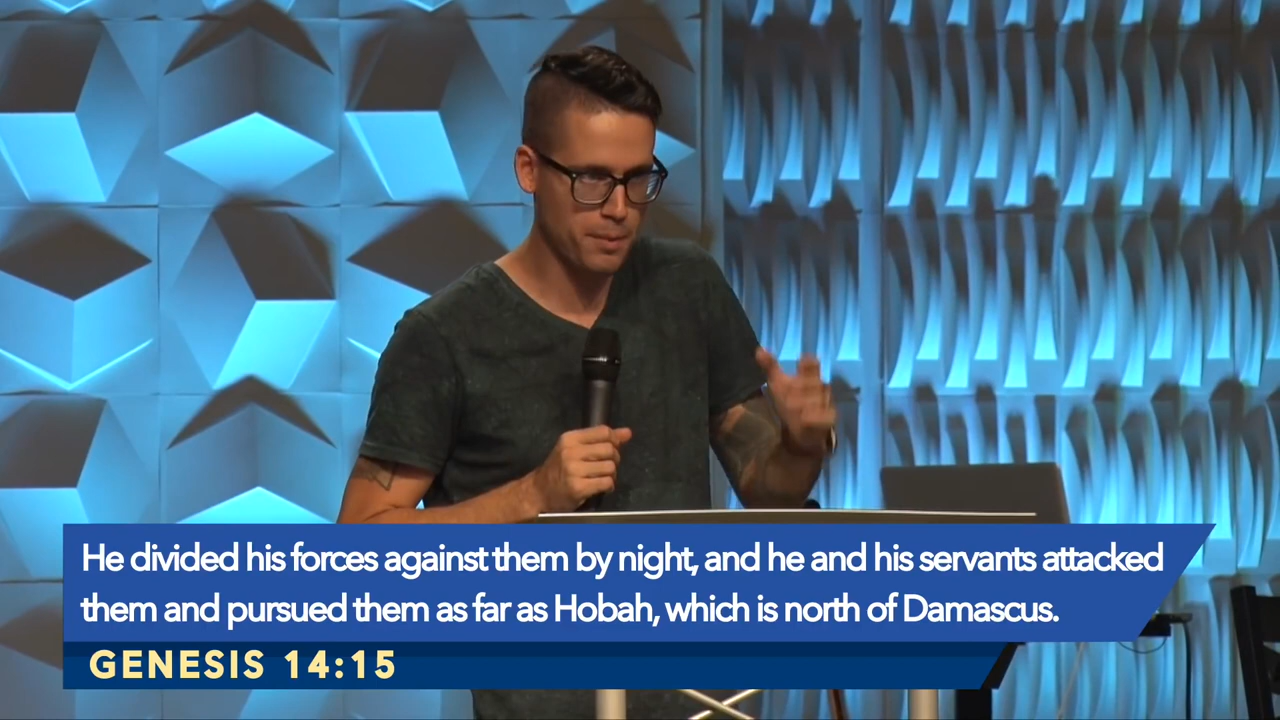 He divided his forces against them by night, and he and his servants attacked
them and pursued them as far as Hobah, which is north of Damascus.
GENESIS 14:15